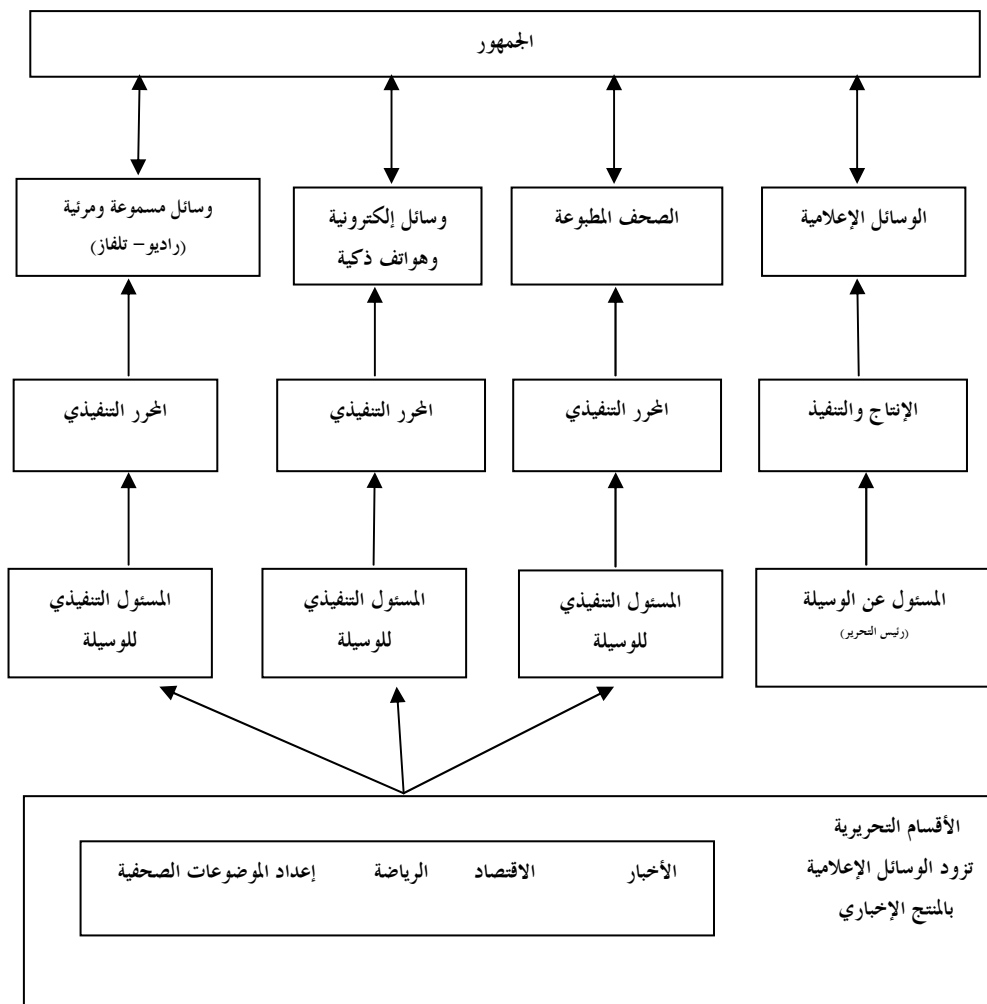 الجمهور
الوسائل الإعلامية
الصحف المطبوعة
وسائل إلكترونية
وهواتف ذكية
وسائل مسموعة ومرئية
(راديو– تلفاز)
الإنتاج والتنفيذ
المحرر التنفيذي
المحرر التنفيذي
المحرر التنفيذي
المسئول عن الوسيلة
(رئيس التحرير)
المسئول التنفيذي
للوسيلة
المسئول التنفيذي
للوسيلة
المسئول التنفيذي
للوسيلة
الأقسام التحريرية
تزود الوسائل الإعلامية
بالمنتج الإخباري
الأخبار الاقتصاد الرياضة إعداد الموضوعات الصحفية